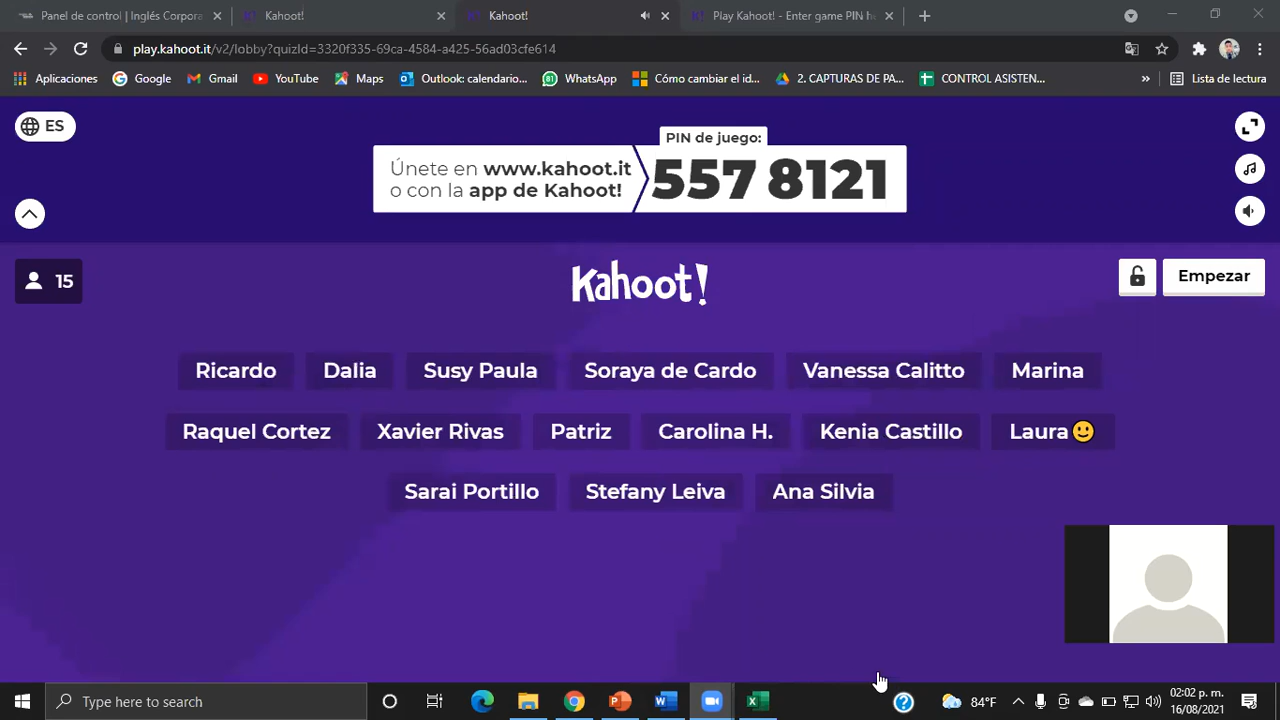 Panel de control | Inglés Corpora
Kahoot!
Kahoot!
Play Kahoot! - Enter game PIN h
play.kahoot.it/v2/lobby?quizId=3320f335-69ca-4584-a425-56ad03cfe614
Aplicaciones Google Gmail YouTube Maps Outlook: calendario... 81 WhatsApp Cómo cambiar el id... 2. CAPTURAS DE PA... CONTROL ASISTEN... » Lista de lectura
ES
PIN de juego:
Únete en www.kahoot.it
o con la app de Kahoot!
557 8121
15
Kahoot!
Empezar
Ricardo Dalia Susy Paula Soraya de Cardo Vanessa Calitto Marina
Raquel Cortez Xavier Rivas Patriz Carolina H. Kenia Castillo Laura🙂
Sarai Portillo Stefany Leiva Ana Silvia
Type here to search
84°F
02:02 p. m.
16/08/2021